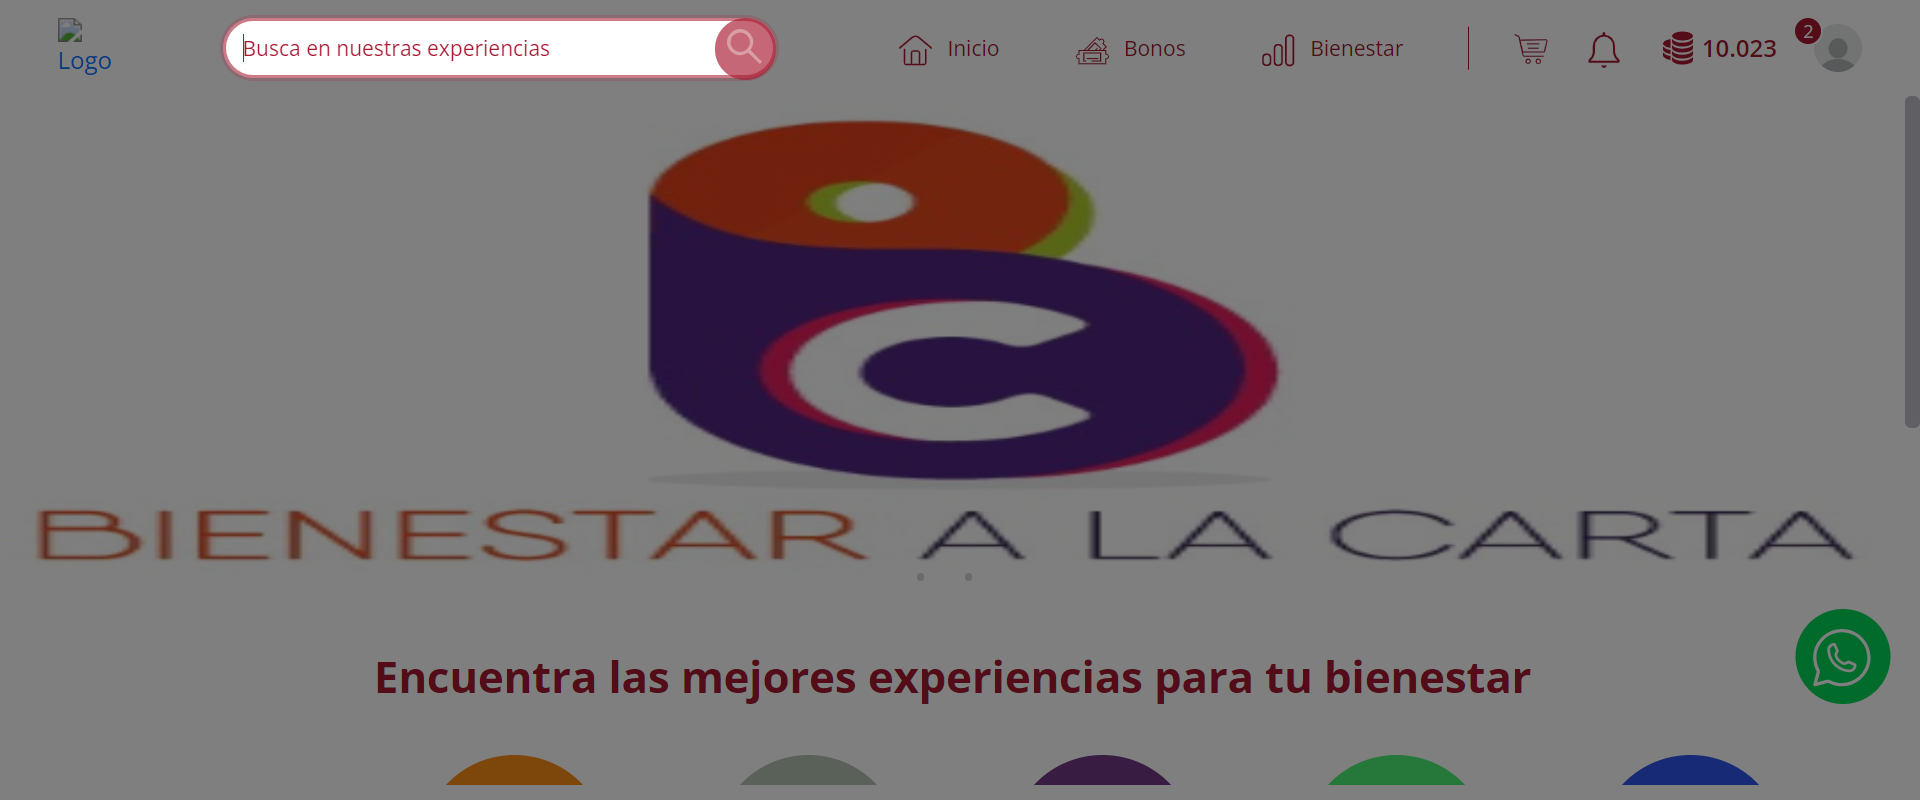 Logo
Busca en nuestras experiencias
Inicio
Bonos
Bienestar
10.023
2
C
BIENESTAR A LA CARTA
Encuentra las mejores experiencias para tu bienestar